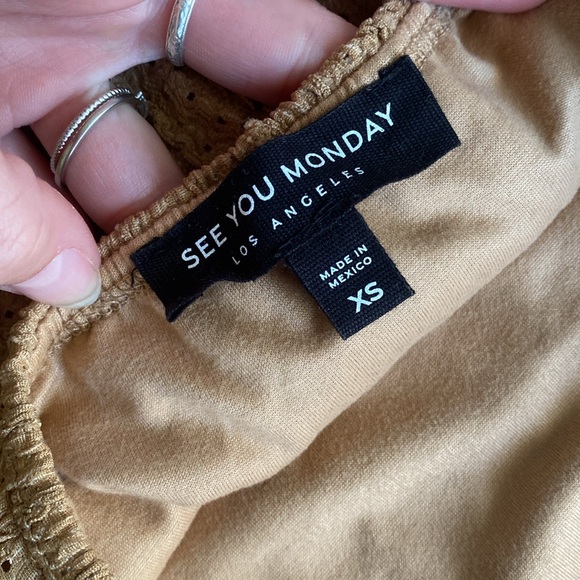 SEE YOU MONDAY
LOS ANGELES
MADE IN
MEXICO
XS